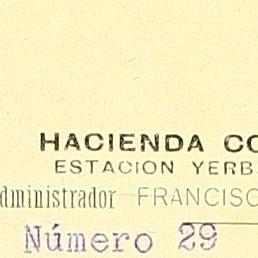 HACIENDA CO
ESTACION YERB
dministrador FRANCISC
Número 29